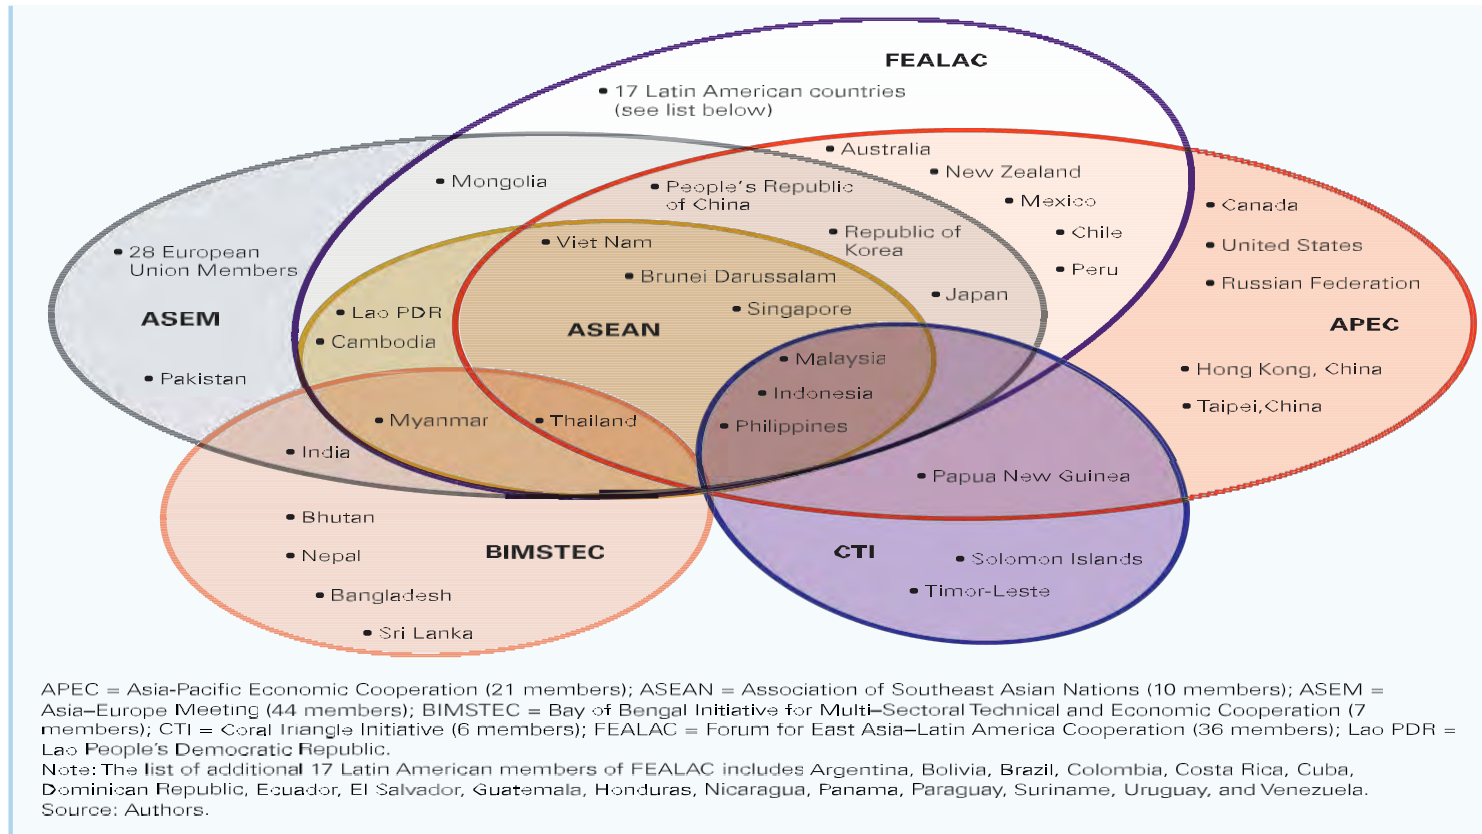 FEALAC
• 17 Latin American countries
(see list below)
• Australia
• Mongolia
• People's Republic
of China
• New Zealand
• Mexico
• Canada
• Viet Nam
• Republic of
Korea
• Chile
• United States
• 28 European
Union Members
• Brunei Darussalam
• Peru
• Russian Federation
• Japan
• Lao PDR
• Singapore
ASEM
ASEAN
APEC
• Cambodia
• Malaysia
• Hong Kong, China
• Pakistan
• Indonesia
• Taipei,China
• Myanmar
• Thailand
• Philippines
• India
• Papua New Guinea
• Bhutan
• Nepal
BIMSTEC
CTI
• Solomon Islands
• Bangladesh
• Timor-Leste
• Sri Lanka
APEC = Asia-Pacific Economic Cooperation (21 members); ASEAN = Association of Southeast Asian Nations (10 members); ASEM =
Asia–Europe Meeting (44 members); BIMSTEC = Bay of Bengal Initiative for Multi–Sectoral Technical and Economic Cooperation (7
members); CTI = Coral Triangle Initiative (6 members); FEALAC = Forum for East Asia–Latin America Cooperation (36 members); Lao PDR =
Lao People's Democratic Republic.
Note: The list of additional 17 Latin American members of FEALAC includes Argentina, Bolivia, Brazil, Colombia, Costa Rica, Cuba,
Dominican Republic, Ecuador, El Salvador, Guatemala, Honduras, Nicaragua, Panama, Paraguay, Suriname, Uruguay, and Venezuela.
Source: Authors.